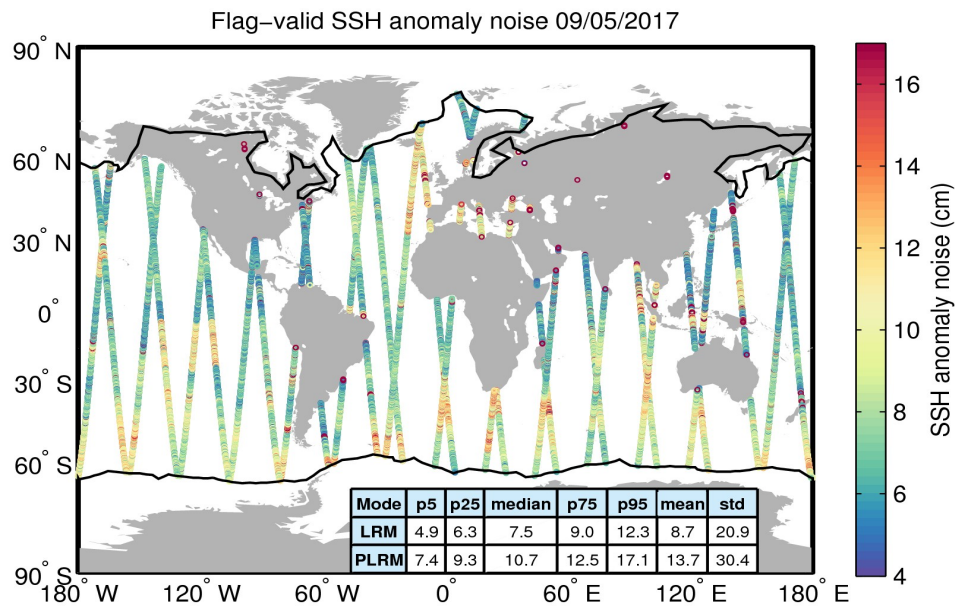 Flag−valid SSH anomaly noise 09/05/2017
90° N
60° N
30° N
0°
30° S
60° S
90° S
180° W
120° W
60° W
0°
60° E
120° E
180° E
Mode p5 p25 median p75 p95 mean std
LRM 4.9 6.3 7.5 9.0 12.3 8.7 20.9
PLRM 7.4 9.3 10.7 12.5 17.1 13.7 30.4
16
14
12
10
8
6
4
SSH anomaly noise (cm)